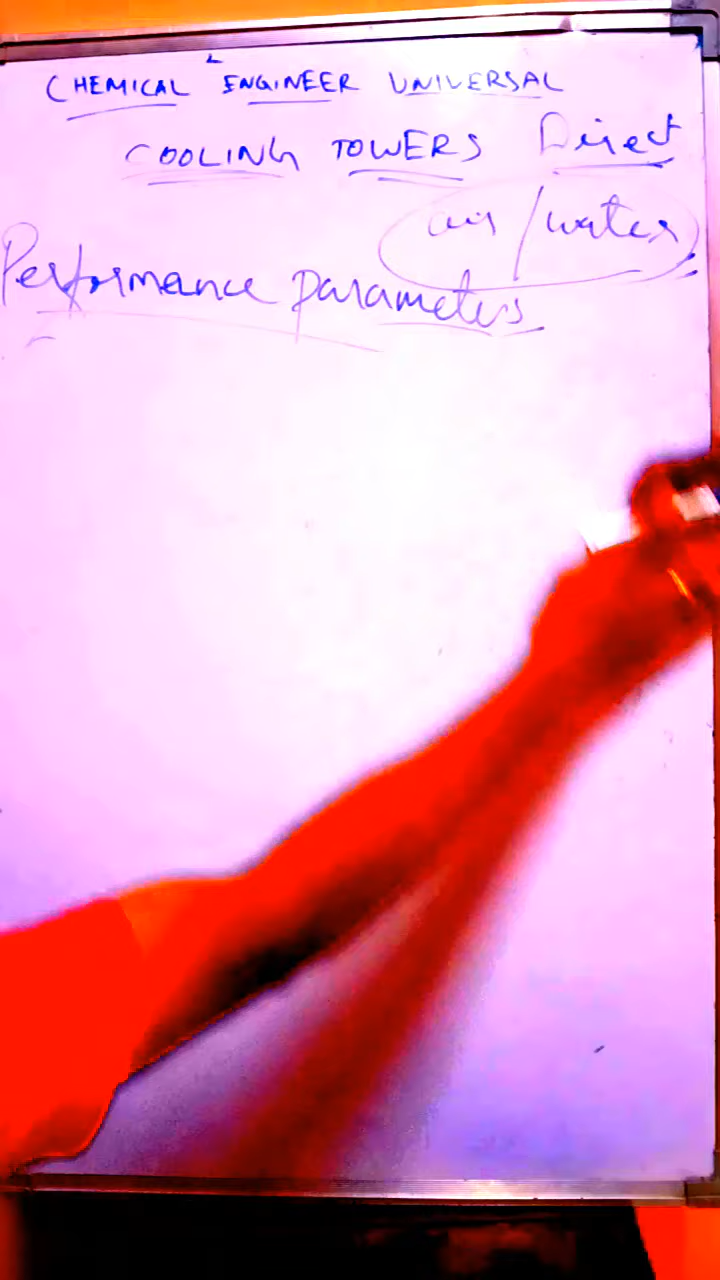 CHEMICAL ENGINEER UNIVERSAL
COOLING TOWERS Direct
air/water
Performance parameters